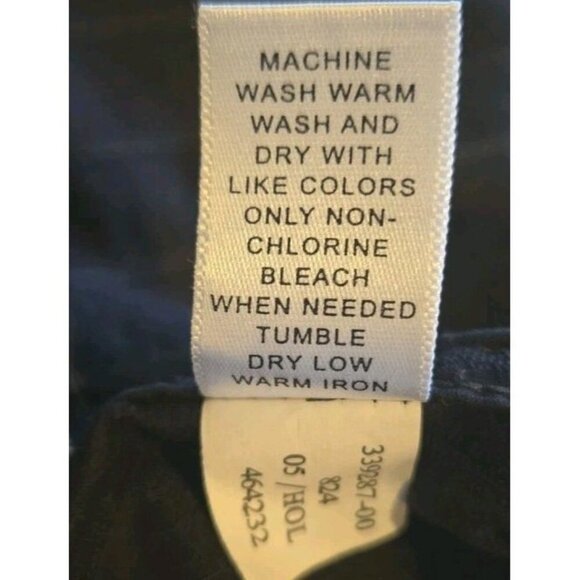 MACHINE
WASH WARM
WASH AND
DRY WITH
LIKE COLORS
ONLY NON-
CHLORINE
BLEACH
WHEN NEEDED
TUMBLE
DRY LOW
WARM IRON
339287-00
824
05/HOL
464232